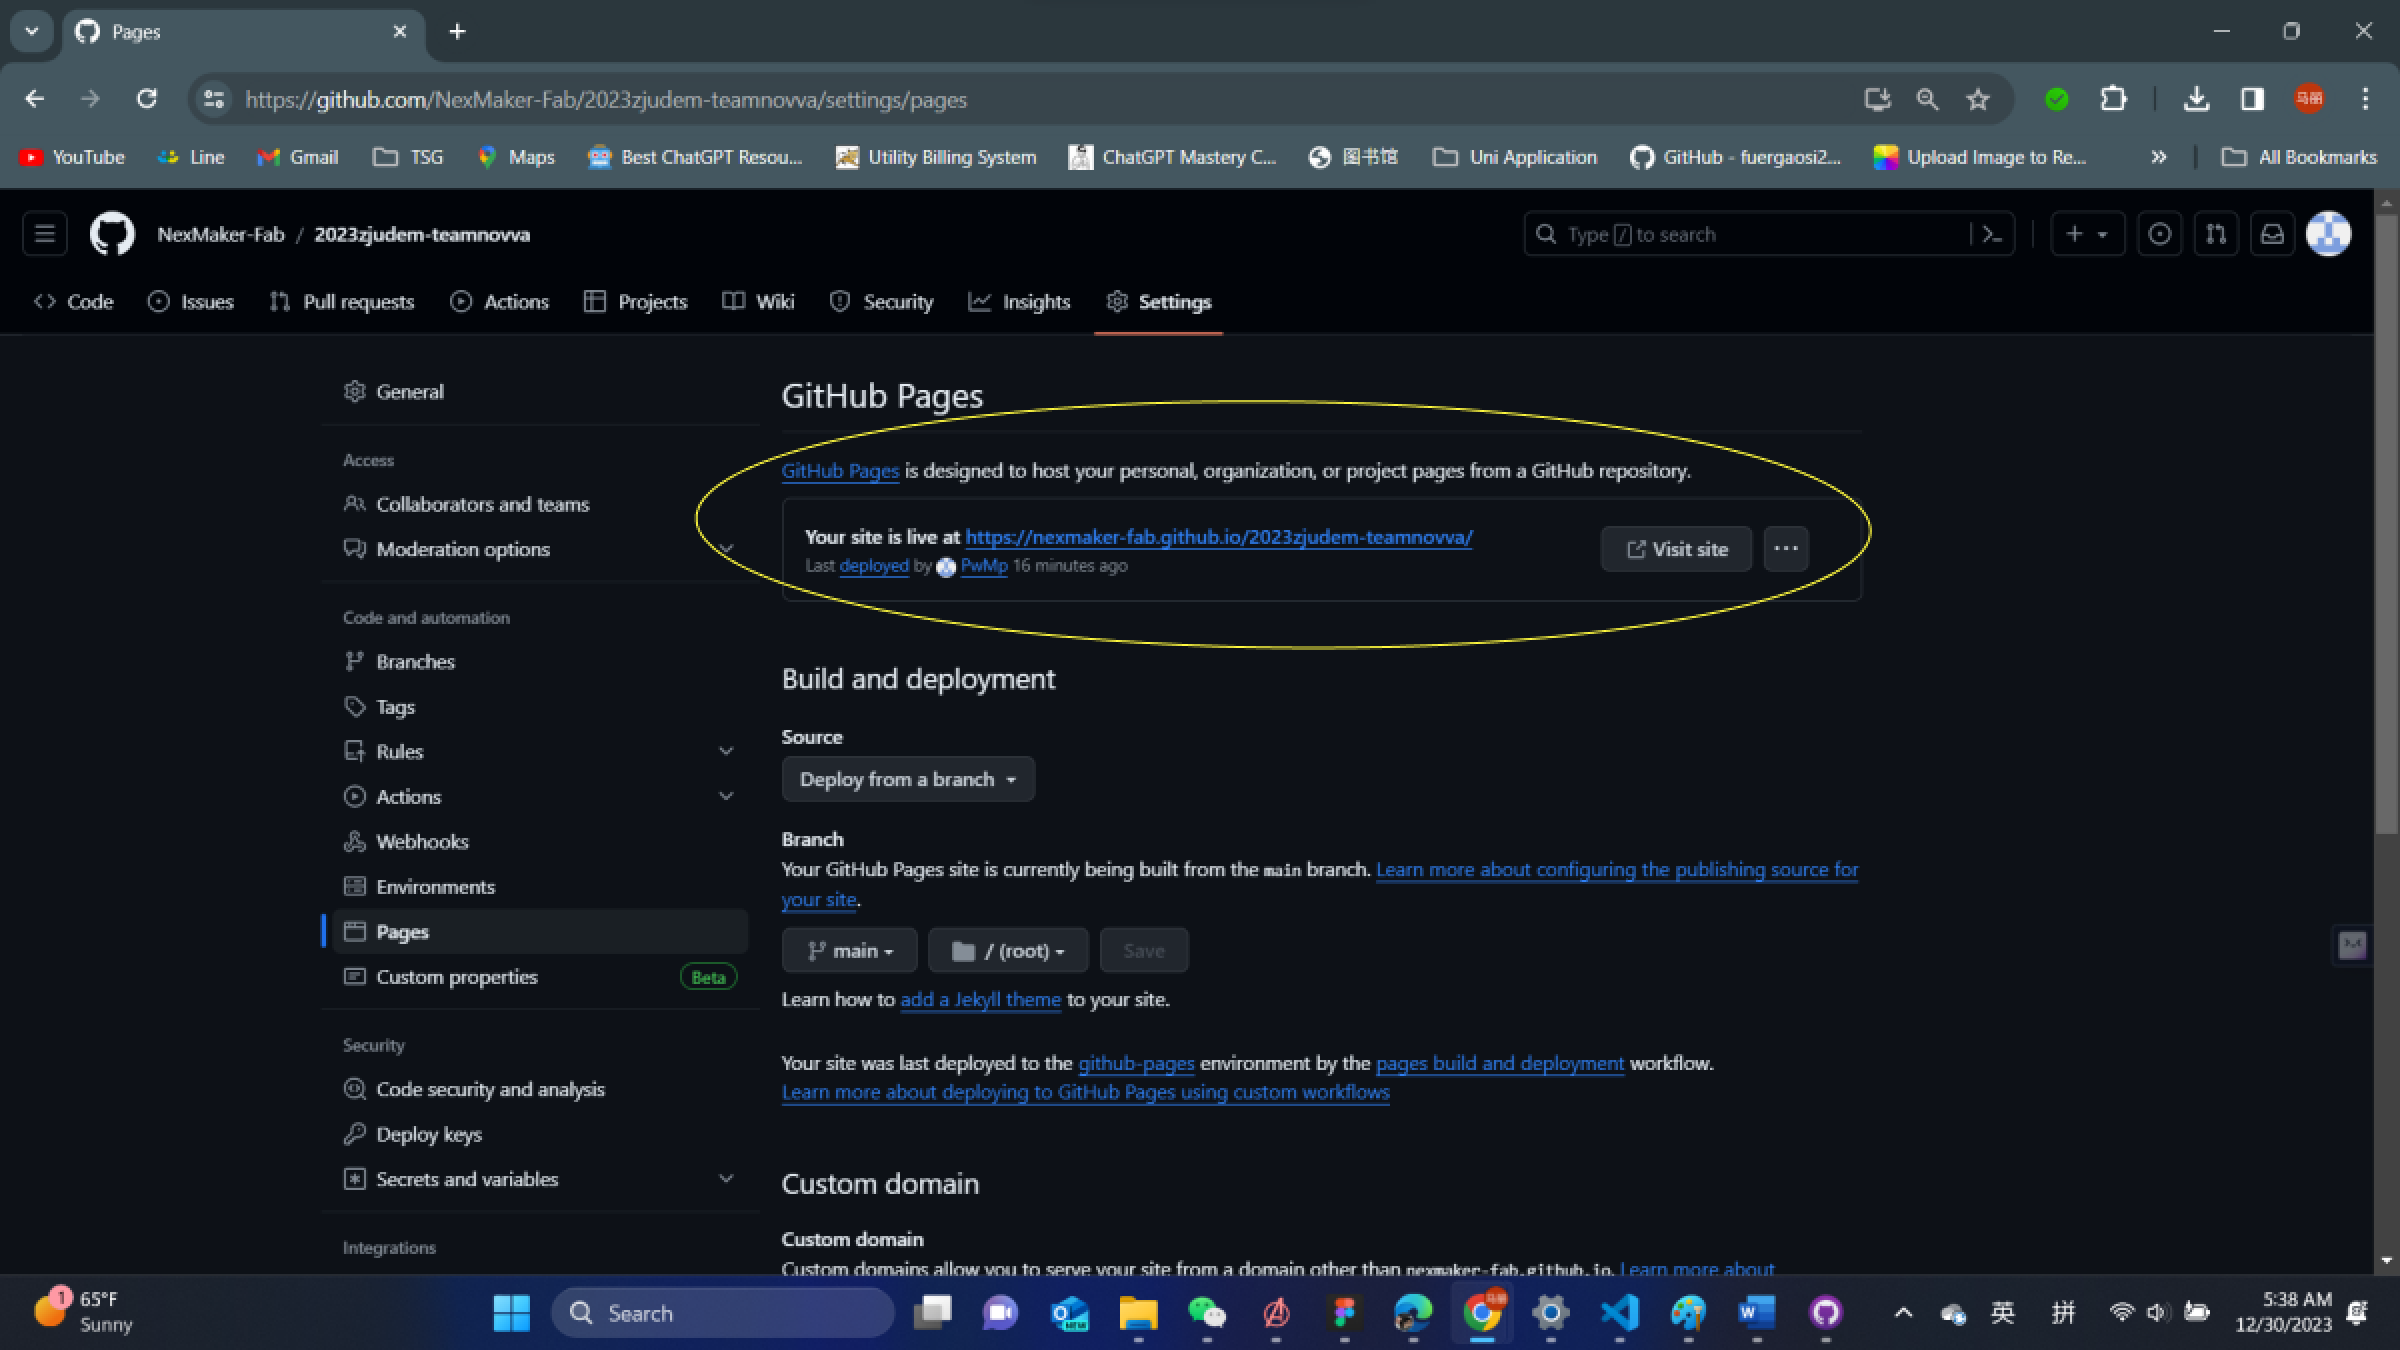 Pages
https://github.com/NexMaker-Fab/2023zjudem-teamnovva/settings/pages
YouTube Line Gmail TSG Maps Best ChatGPT Resou... Utility Billing System ChatGPT Mastery C... 图书馆 Uni Application GitHub - fuergaosi2... Upload Image to Re... » All Bookmarks
NexMaker-Fab / 2023zjudem-teamnovva
Type / to search
Code Issues Pull requests Actions Projects Wiki Security Insights Settings
General
Access
Collaborators and teams
Moderation options
Code and automation
Branches
Tags
Rules
Actions
Webhooks
Environments
Pages
Custom properties Beta
Security
Code security and analysis
Deploy keys
Secrets and variables
Integrations
GitHub Pages
GitHub Pages is designed to host your personal, organization, or project pages from a GitHub repository.
Your site is live at https://nexmaker-fab.github.io/2023zjudem-teamnovva/
Last deployed by PwMp 16 minutes ago
Visit site
Build and deployment
Source
Deploy from a branch
Branch
Your GitHub Pages site is currently being built from the main branch. Learn more about configuring the publishing source for
your site.
main / (root) Save
Learn how to add a Jekyll theme to your site.
Your site was last deployed to the github-pages environment by the pages build and deployment workflow.
Learn more about deploying to GitHub Pages using custom workflows
Custom domain
Custom domain
Custom domains allow you to serve your site from a domain other than nexmaker-fab.github.io. Learn more about
1
65°F
Sunny
Search
英 拼
5:38 AM
12/30/2023